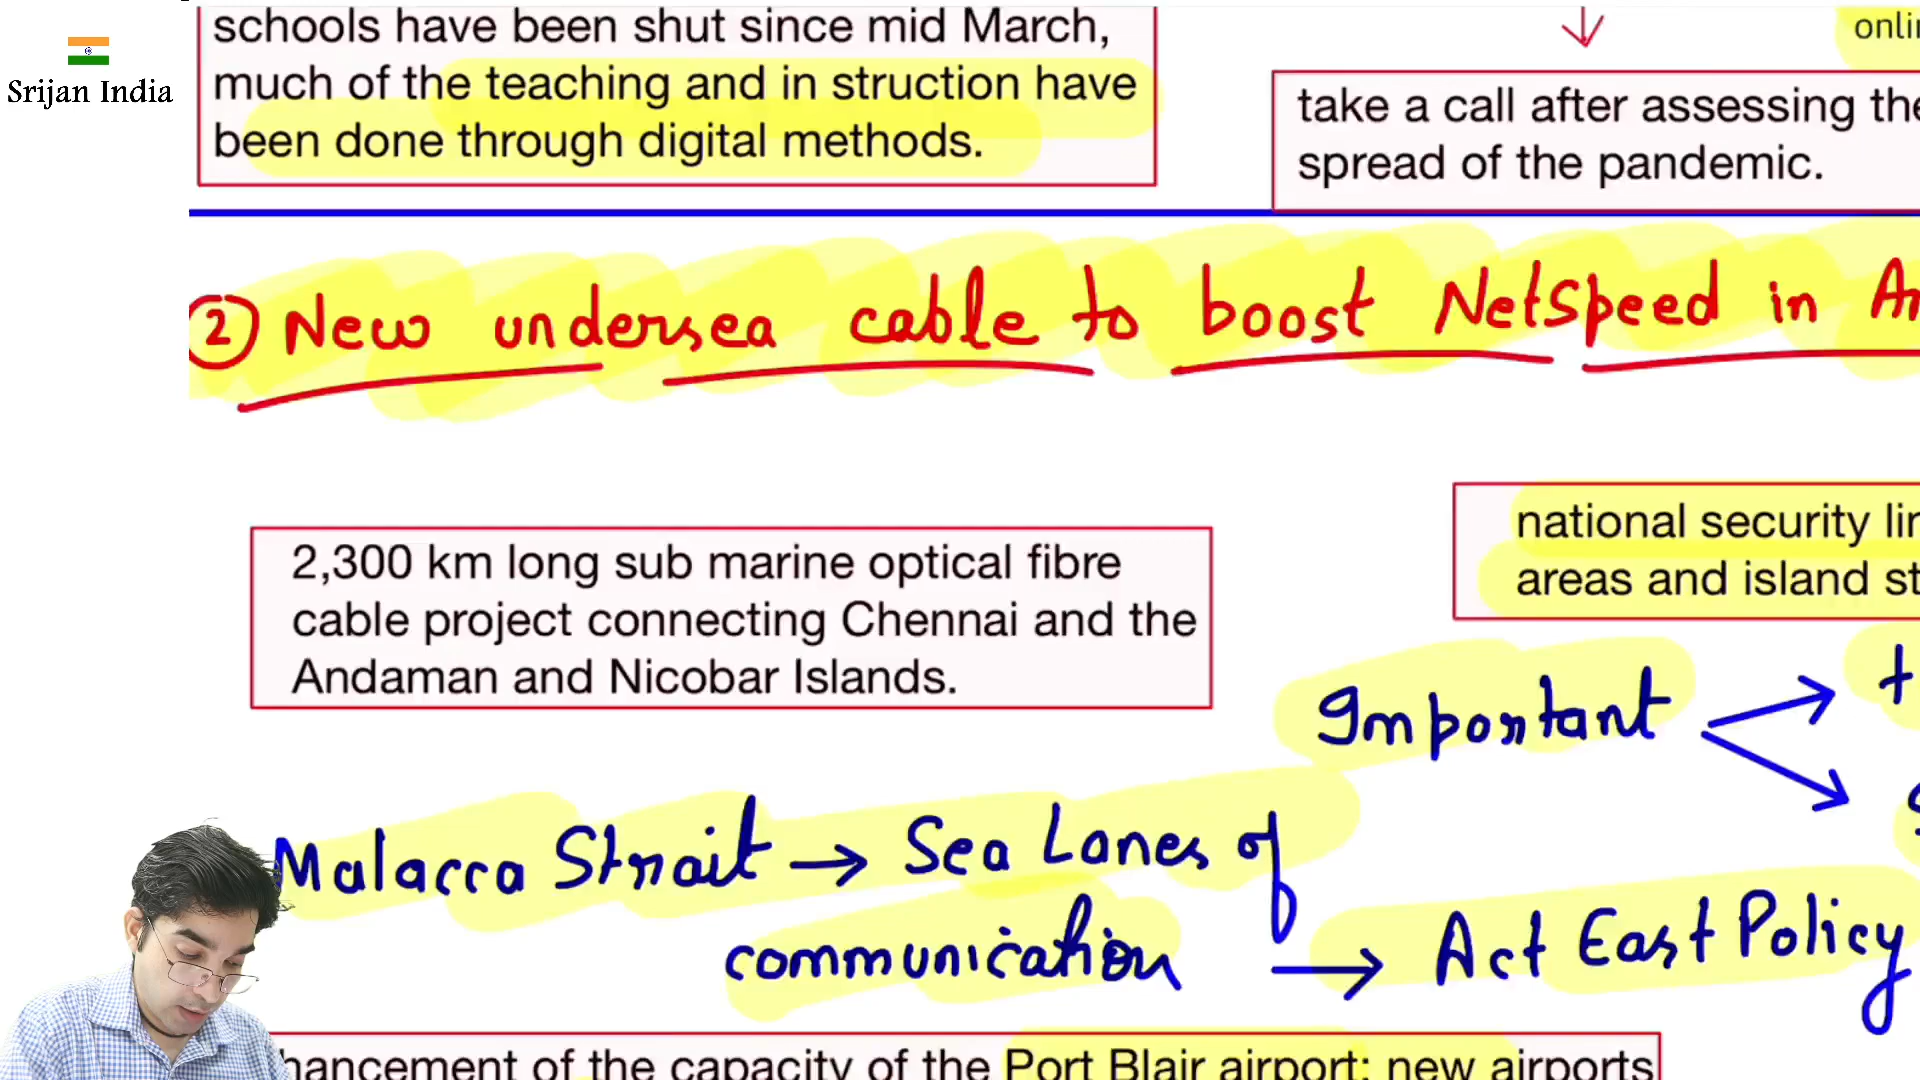 Srijan India
schools have been shut since mid March,
much of the teaching and in struction have
been done through digital methods.
take a call after assessing the
spread of the pandemic.
2 New undersea cable to boost NetSpeed in
2,300 km long sub marine optical fibre
cable project connecting Chennai and the
Andaman and Nicobar Islands.
national security
areas and island
Important
Malacca Strait → Sea Lanes of
communication → Act East Policy
hancement of the capacity of the Port Blair airport; new airports